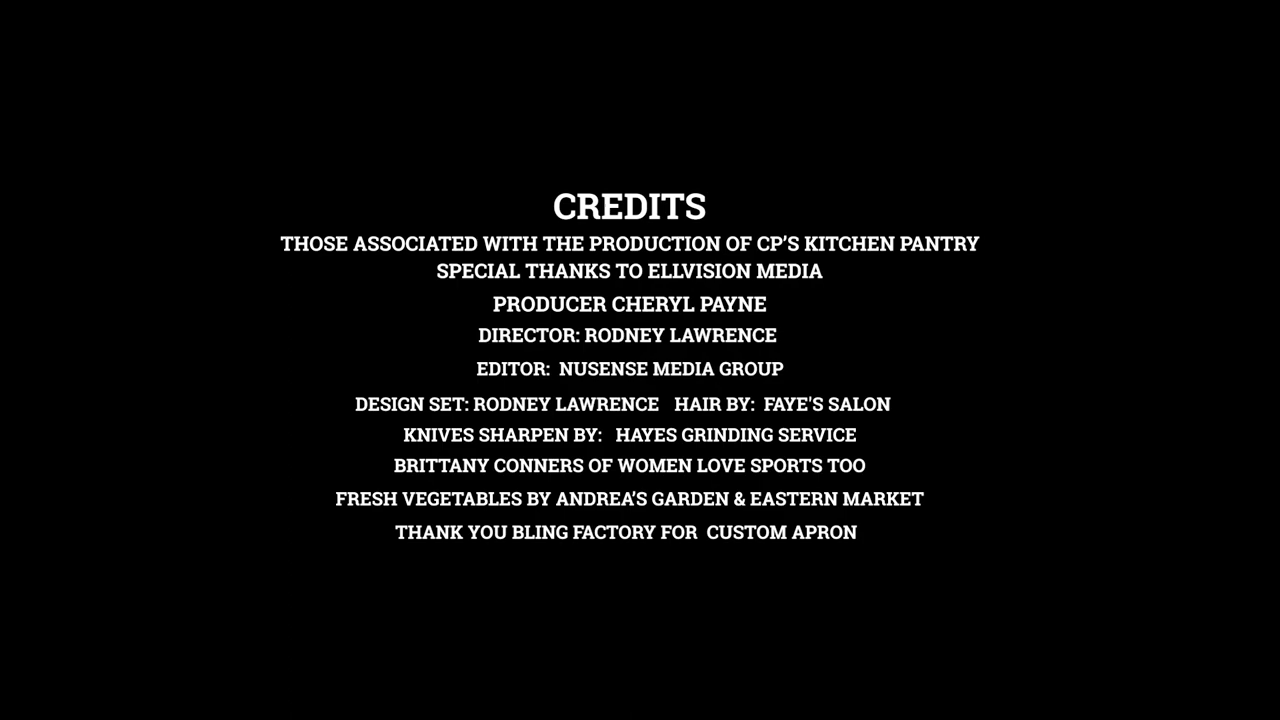 CREDITS
THOSE ASSOCIATED WITH THE PRODUCTION OF CP’S KITCHEN PANTRY
SPECIAL THANKS TO ELLVISION MEDIA
PRODUCER CHERYL PAYNE
DIRECTOR: RODNEY LAWRENCE
EDITOR:  NUSENSE MEDIA GROUP
DESIGN SET: RODNEY LAWRENCE   HAIR BY:  FAYE'S SALON
KNIVES SHARPEN BY:   HAYES GRINDING SERVICE
BRITTANY CONNERS OF WOMEN LOVE SPORTS TOO
FRESH VEGETABLES BY ANDREA’S GARDEN & EASTERN MARKET
THANK YOU BLING FACTORY FOR  CUSTOM APRON